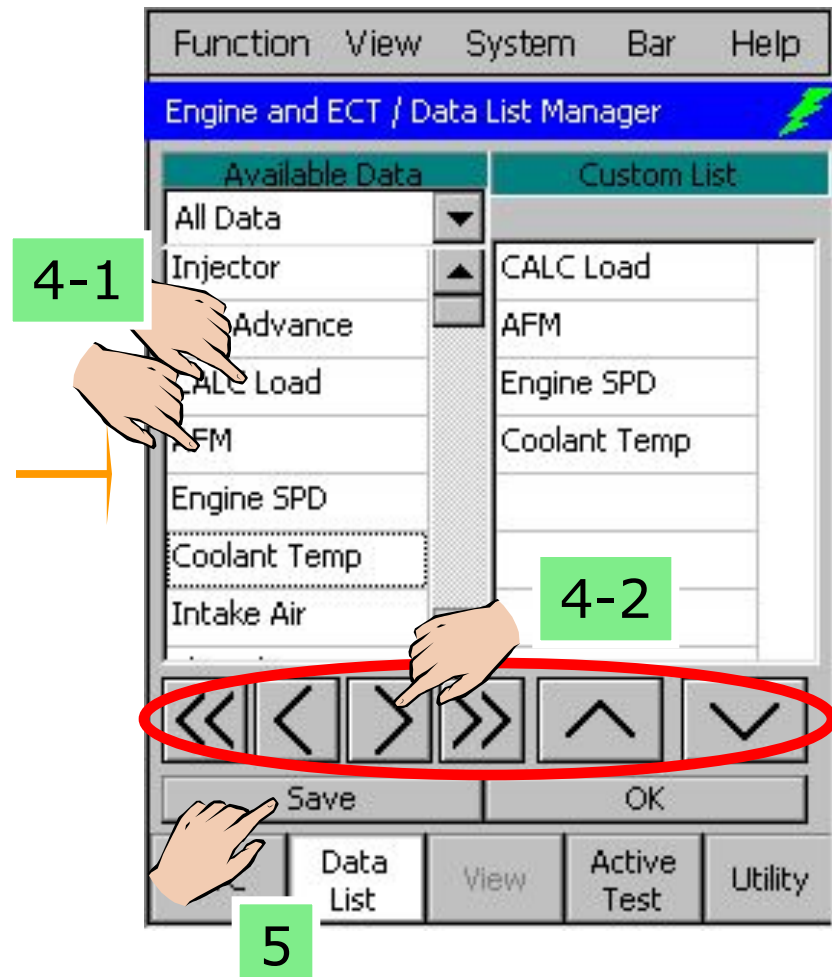 Function View System Bar Help
Engine and ECT / Data List Manager
Available Data Custom List
All Data
Injector CALC Load
4-1
Advance AFM
CALC Load Engine SPD
AFM Coolant Temp
Engine SPD
Coolant Temp
4-2
Intake Air
Save OK
Data List View Active Test Utility
5